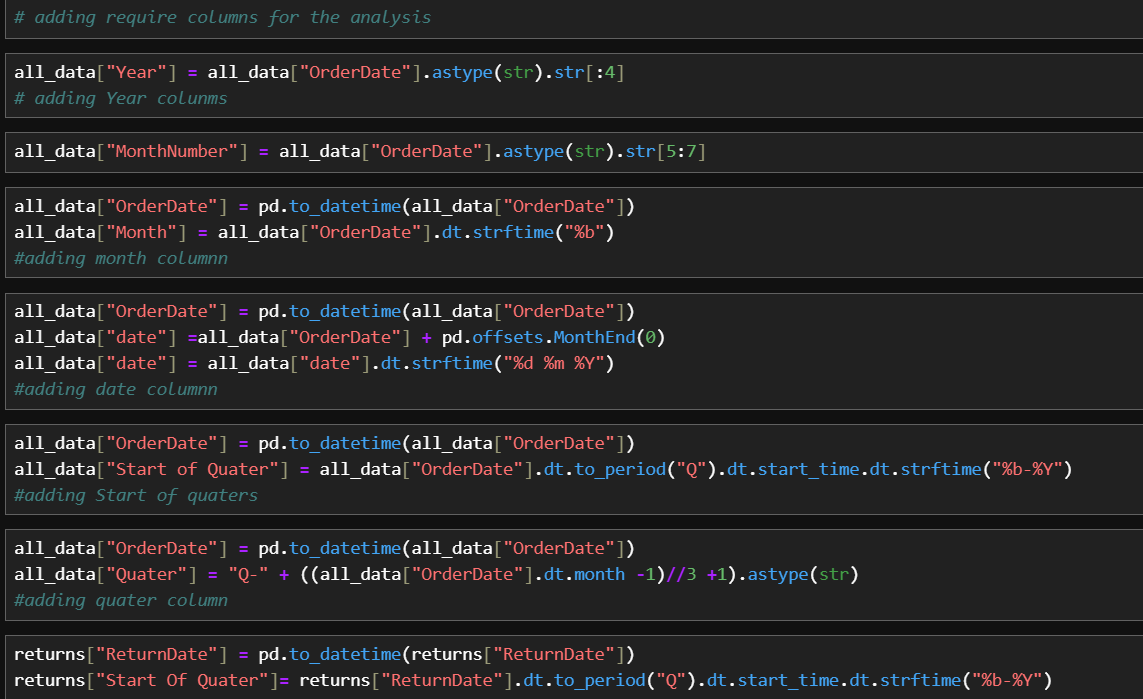 # adding require columns for the analysis
all_data["Year"] = all_data["OrderDate"].astype(str).str[:4]
# adding Year colunms
all_data["MonthNumber"] = all_data["OrderDate"].astype(str).str[5:7]
all_data["OrderDate"] = pd.to_datetime(all_data["OrderDate"])
all_data["Month"] = all_data["OrderDate"].dt.strftime("%b")
#adding month columnn
all_data["OrderDate"] = pd.to_datetime(all_data["OrderDate"])
all_data["date"] =all_data["OrderDate"] + pd.offsets.MonthEnd(0)
all_data["date"] = all_data["date"].dt.strftime("%d %m %Y")
#adding date columnn
all_data["OrderDate"] = pd.to_datetime(all_data["OrderDate"])
all_data["Start of Quater"] = all_data["OrderDate"].dt.to_period("Q").dt.start_time.dt.strftime("%b-%Y")
#adding Start of quaters
all_data["OrderDate"] = pd.to_datetime(all_data["OrderDate"])
all_data["Quater"] = "Q-" + ((all_data["OrderDate"].dt.month -1)//3 +1).astype(str)
#adding quater column
returns["ReturnDate"] = pd.to_datetime(returns["ReturnDate"])
returns["Start Of Quater"]= returns["ReturnDate"].dt.to_period("Q").dt.start_time.dt.strftime("%b-%Y")